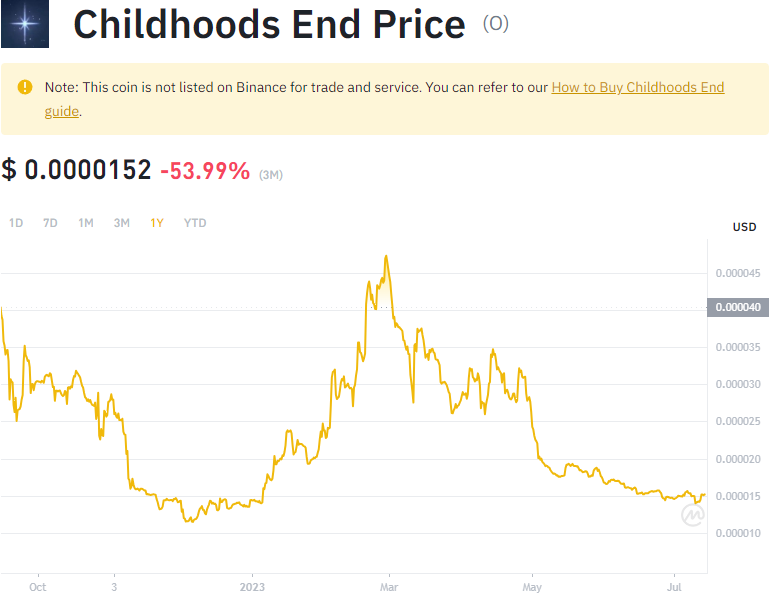 Childhoods End Price (O)
Note: This coin is not listed on Binance for trade and service. You can refer to our How to Buy Childhoods End
guide.
$ 0.0000152 -53.99% (3M)
1D 7D 1M 3M 1Y YTD
USD
0.000045
0.000040
0.000035
0.000030
0.000025
0.000020
0.000015
0.000010
Oct 3 2023 Mar May Jul